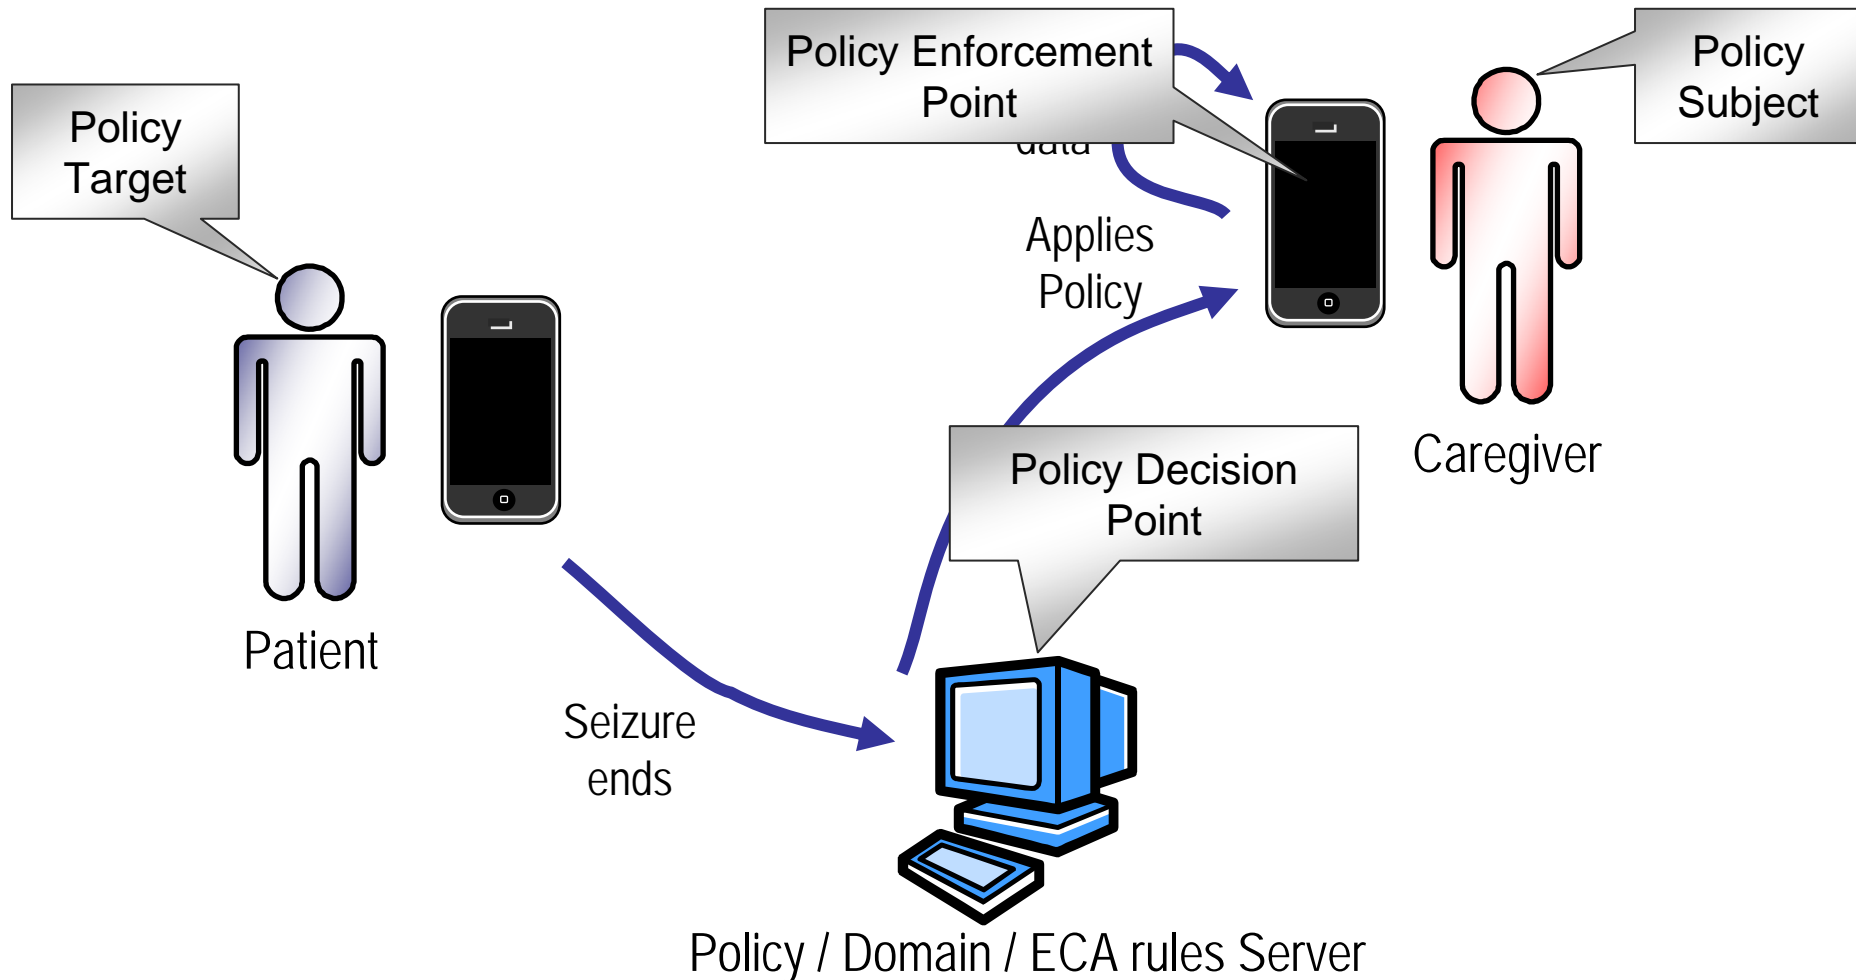 Policy Enforcement
Point
Policy
Subject
Policy
Target
data
Applies
Policy
Caregiver
Policy Decision
Point
Patient
Seizure
ends
Policy / Domain / ECA rules Server